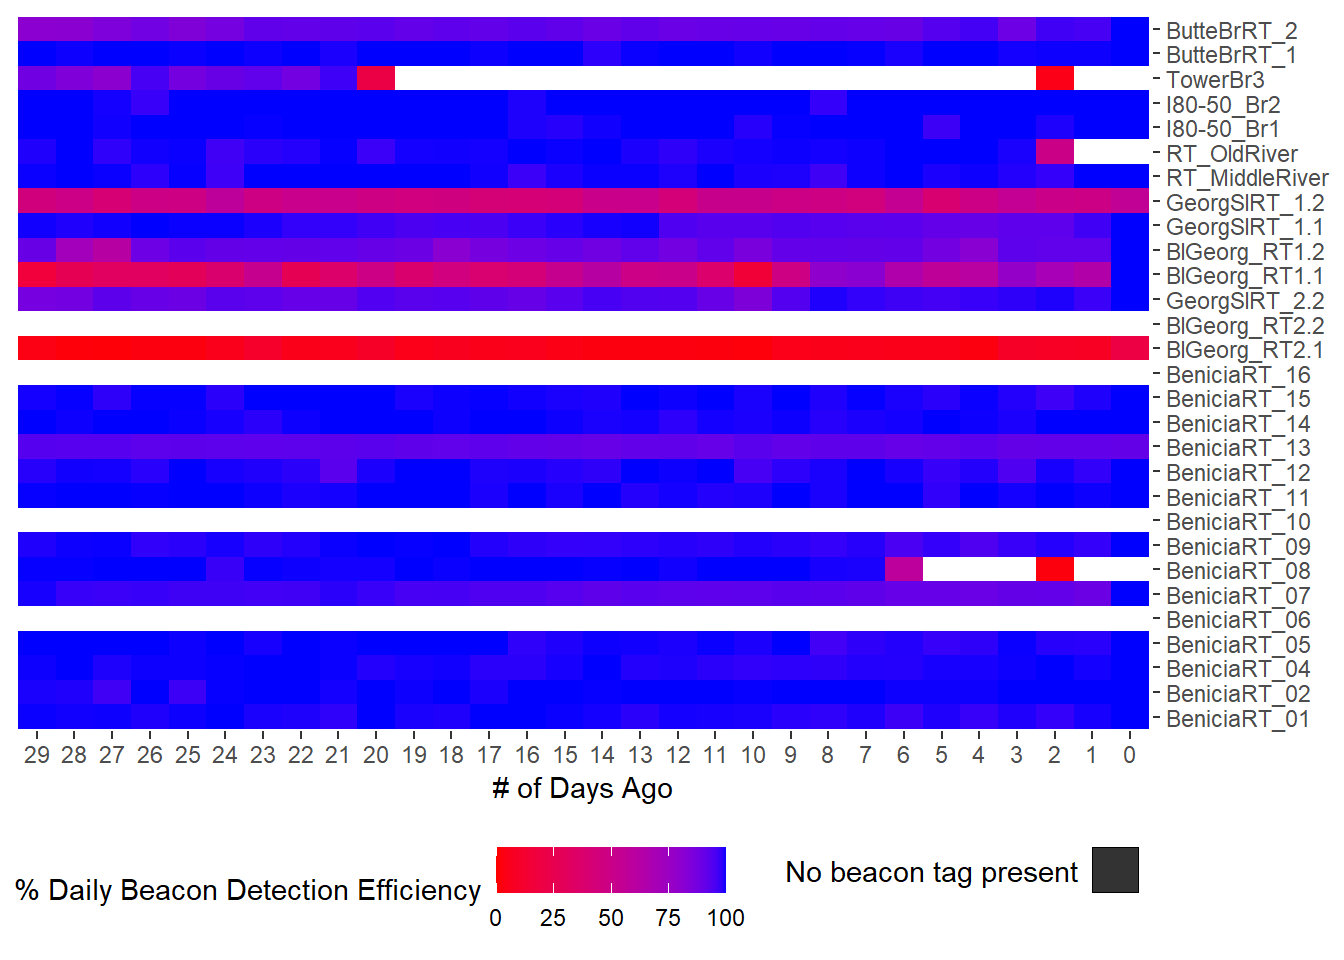 ButteBrRT_2
ButteBrRT_1
TowerBr3
I80-50_Br2
I80-50_Br1
RT_OldRiver
RT_MiddleRiver
GeorgSlRT_1.2
GeorgSlRT_1.1
BlGeorg_RT1.2
BlGeorg_RT1.1
GeorgSlRT_2.2
BlGeorg_RT2.2
BlGeorg_RT2.1
BeniciaRT_16
BeniciaRT_15
BeniciaRT_14
BeniciaRT_13
BeniciaRT_12
BeniciaRT_11
BeniciaRT_10
BeniciaRT_09
BeniciaRT_08
BeniciaRT_07
BeniciaRT_06
BeniciaRT_05
BeniciaRT_04
BeniciaRT_02
BeniciaRT_01
29 28 27 26 25 24 23 22 21 20 19 18 17 16 15 14 13 12 11 10 9 8 7 6 5 4 3 2 1 0
# of Days Ago
% Daily Beacon Detection Efficiency
0 25 50 75 100
No beacon tag present